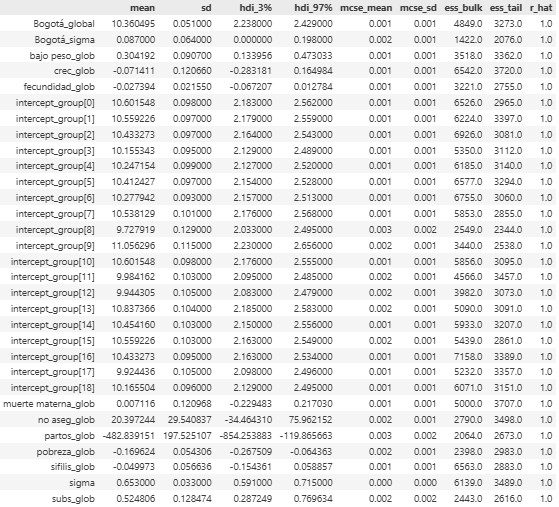 mean sd hdi_3% hdi_97% mcse_mean mcse_sd ess_bulk ess_tail r_hat
Bogotá_global 10.360495 0.051000 2.238000 2.429000 0.001 0.001 4849.0 3273.0 1.0
Bogotá_sigma 0.087000 0.064000 0.000000 0.198000 0.002 0.001 1422.0 2076.0 1.0
bajo peso_glob 0.304192 0.090700 0.133956 0.473033 0.001 0.001 3518.0 3362.0 1.0
crec_glob -0.071411 0.120660 -0.283181 0.164984 0.001 0.001 6542.0 3720.0 1.0
fecundidad_glob -0.027394 0.021550 -0.067207 0.012784 0.001 0.001 3221.0 2755.0 1.0
intercept_group[0] 10.601548 0.098000 2.183000 2.562000 0.001 0.001 6526.0 2965.0 1.0
intercept_group[1] 10.559226 0.097000 2.179000 2.559000 0.001 0.001 6224.0 3397.0 1.0
intercept_group[2] 10.433273 0.097000 2.164000 2.543000 0.001 0.001 6926.0 3081.0 1.0
intercept_group[3] 10.155343 0.095000 2.129000 2.489000 0.001 0.001 5350.0 3112.0 1.0
intercept_group[4] 10.247154 0.099000 2.127000 2.520000 0.001 0.001 6185.0 3140.0 1.0
intercept_group[5] 10.412427 0.097000 2.154000 2.528000 0.001 0.001 6577.0 3294.0 1.0
intercept_group[6] 10.277942 0.093000 2.157000 2.513000 0.001 0.001 6755.0 3060.0 1.0
intercept_group[7] 10.538129 0.101000 2.176000 2.568000 0.001 0.001 5853.0 2855.0 1.0
intercept_group[8] 9.727919 0.129000 2.033000 2.495000 0.003 0.002 2549.0 2344.0 1.0
intercept_group[9] 11.056296 0.115000 2.230000 2.656000 0.002 0.001 3440.0 2538.0 1.0
intercept_group[10] 10.601548 0.098000 2.176000 2.555000 0.001 0.001 5856.0 3095.0 1.0
intercept_group[11] 9.984162 0.103000 2.095000 2.485000 0.002 0.001 4566.0 3457.0 1.0
intercept_group[12] 9.944305 0.105000 2.083000 2.479000 0.002 0.001 3982.0 3073.0 1.0
intercept_group[13] 10.837366 0.104000 2.185000 2.583000 0.002 0.001 5090.0 3091.0 1.0
intercept_group[14] 10.454160 0.103000 2.150000 2.556000 0.001 0.001 5933.0 3207.0 1.0
intercept_group[15] 10.559226 0.103000 2.163000 2.549000 0.002 0.001 5439.0 2861.0 1.0
intercept_group[16] 10.433273 0.095000 2.163000 2.534000 0.001 0.001 7158.0 3389.0 1.0
intercept_group[17] 9.924436 0.105000 2.098000 2.496000 0.001 0.001 5232.0 3357.0 1.0
intercept_group[18] 10.165504 0.096000 2.129000 2.495000 0.001 0.001 6071.0 3151.0 1.0
muerte materna_glob 0.007116 0.120968 -0.229483 0.217030 0.001 0.001 5000.0 3707.0 1.0
no aseg_glob 20.397244 29.540837 -34.464310 75.962152 0.002 0.001 2790.0 3498.0 1.0
partos_glob -482.839151 197.525107 -854.253883 -119.865663 0.003 0.002 2064.0 2673.0 1.0
pobreza_glob -0.169624 0.054306 -0.267509 -0.064363 0.002 0.002 2398.0 2983.0 1.0
sifilis_glob -0.049973 0.056636 -0.154361 0.058857 0.001 0.001 6563.0 2883.0 1.0
sigma 0.653000 0.033000 0.591000 0.715000 0.000 0.000 6139.0 3489.0 1.0
subs_glob 0.524806 0.128474 0.287249 0.769634 0.002 0.002 2443.0 2616.0 1.0